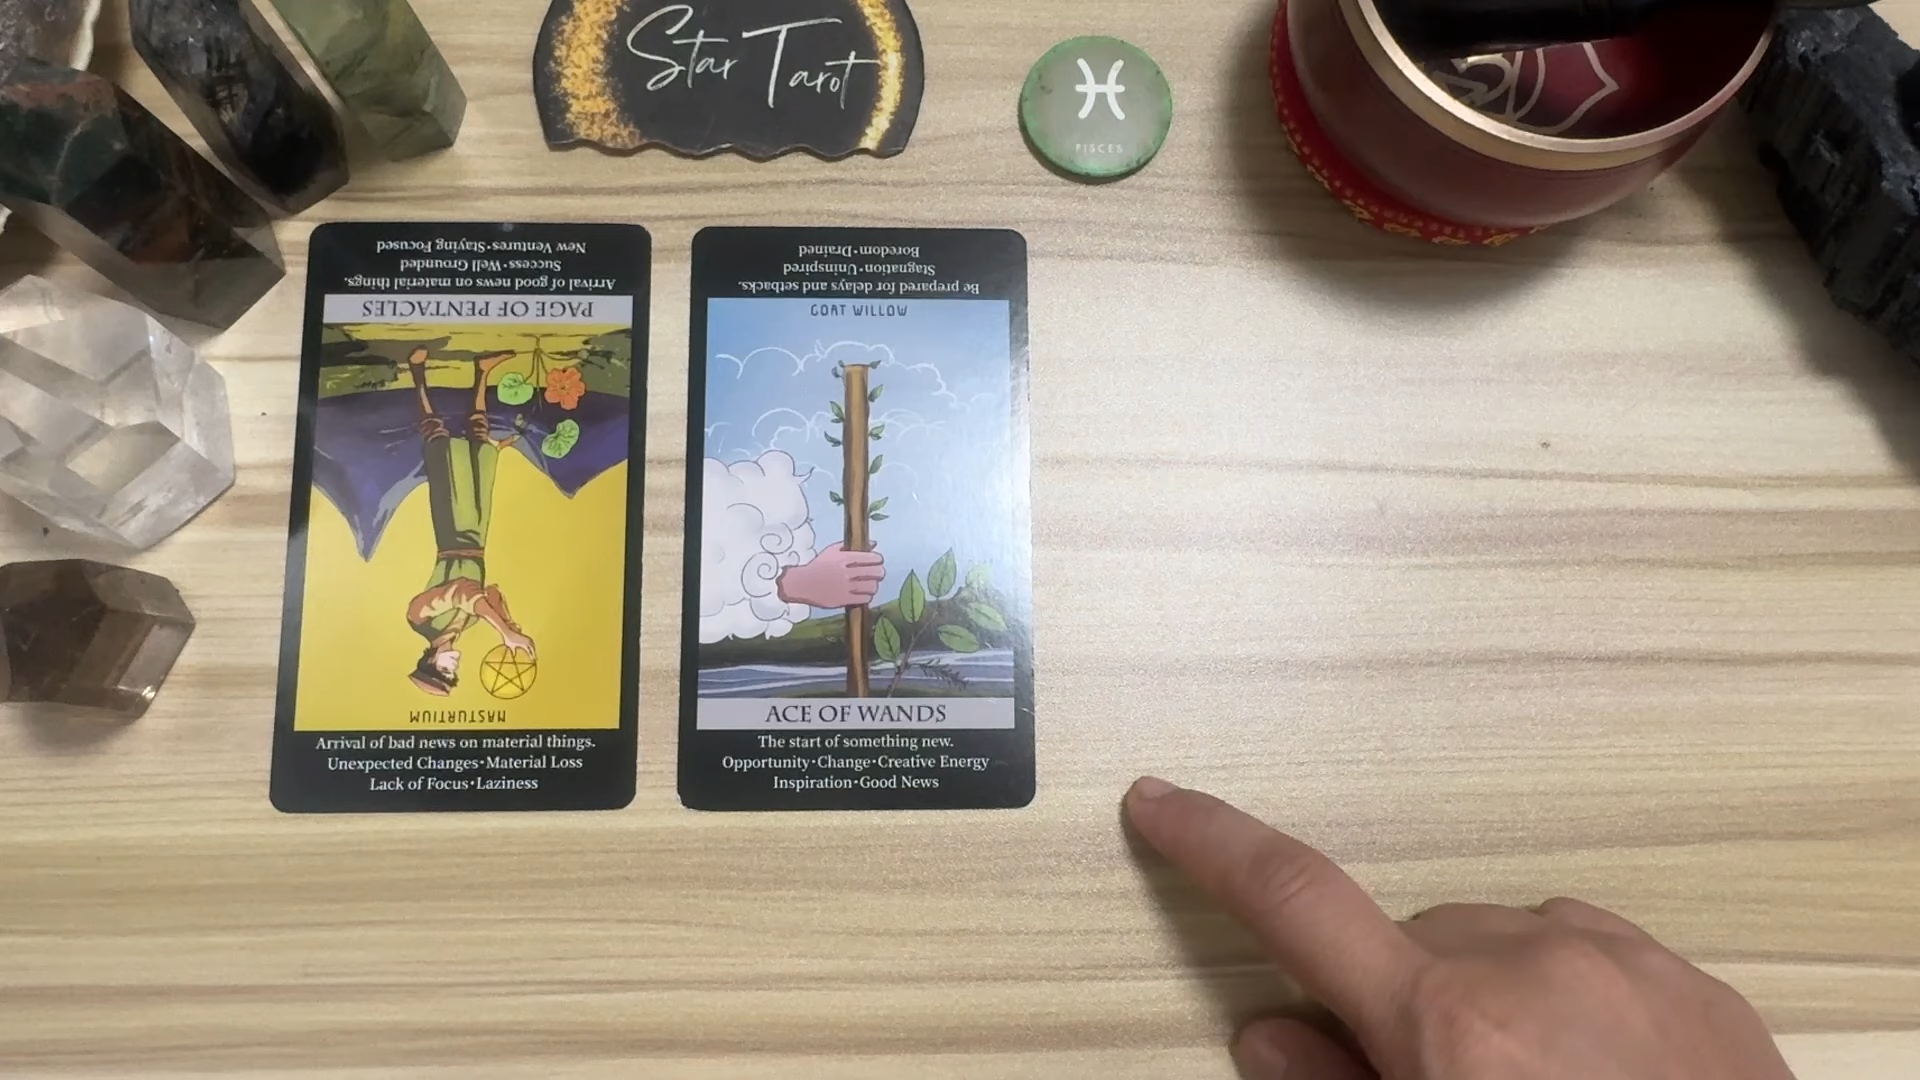 Star Tarot
PISCES
New Ventures•Staying Focused
Success•Well Grounded
Arrival of good news on material things.
PAGE OF PENTACLES
NASTURTIUM
Arrival of bad news on material things.
Unexpected Changes•Material Loss
Lack of Focus•Laziness
Boredom•Drained
Stagnation•Uninspired
Be prepared for delays and setbacks.
GOAT WILLOW
ACE OF WANDS
The start of something new.
Opportunity•Change•Creative Energy
Inspiration•Good News